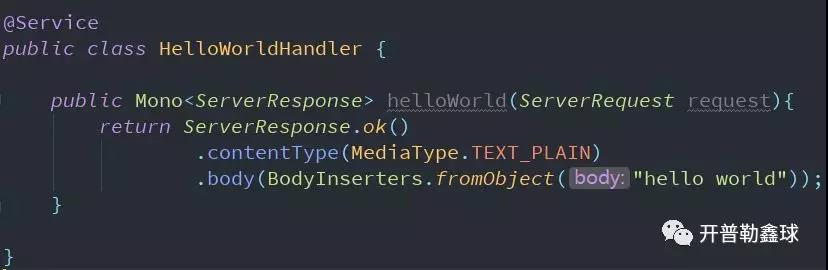 @Service
public class HelloWorldHandler {
public Mono<ServerResponse> helloWorld(ServerRequest request){
return ServerResponse.ok()
.contentType(MediaType.TEXT_PLAIN)
.body(BodyInserters.fromObject( body: "hello world"));
}
}
开普勒鑫球